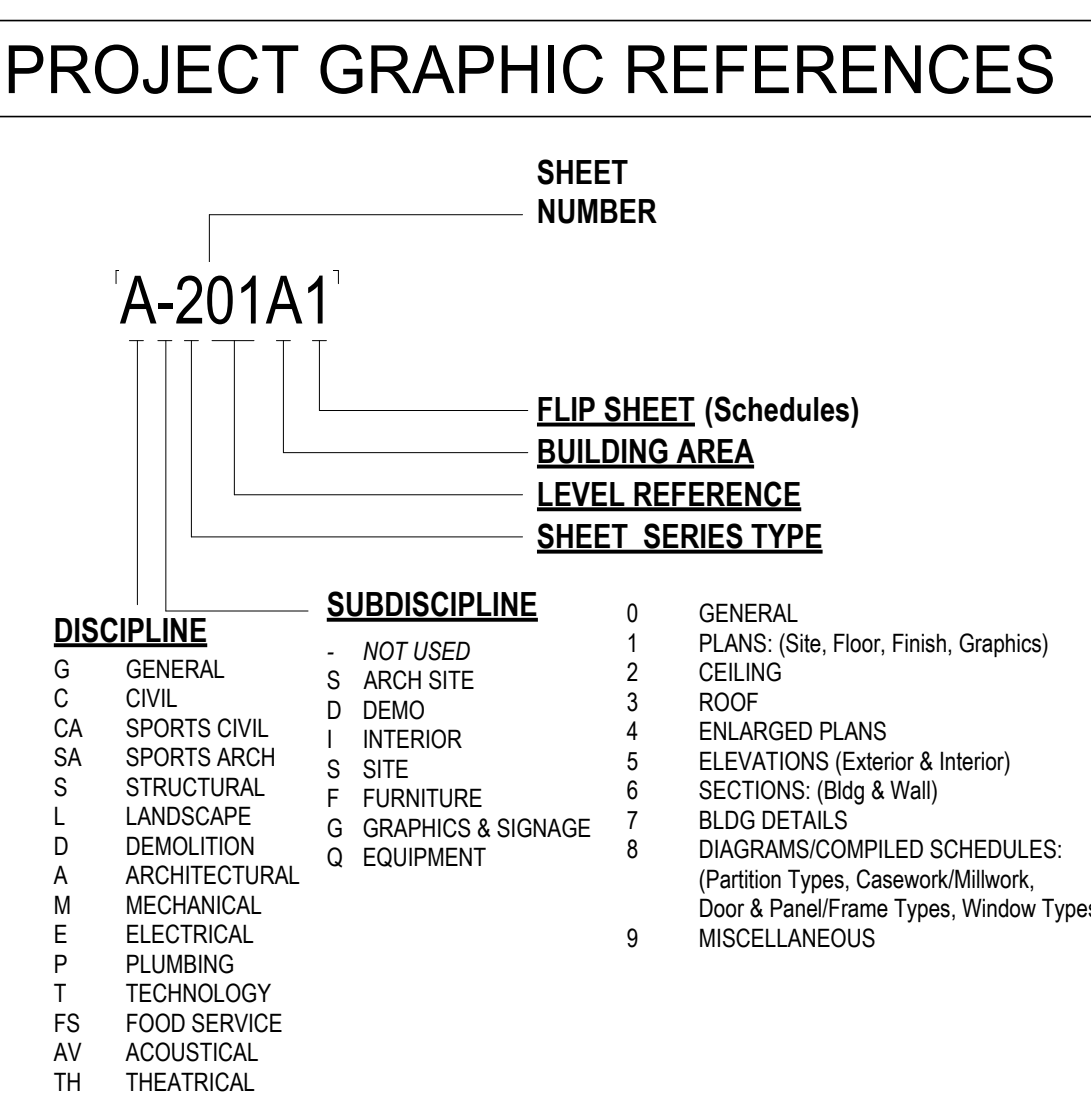 PROJECT GRAPHIC REFERENCES
SHEET
NUMBER
A-201A1
FLIP SHEET (Schedules)
BUILDING AREA
LEVEL REFERENCE
SHEET SERIES TYPE
DISCIPLINE
G GENERAL
C CIVIL
CA SPORTS CIVIL
SA SPORTS ARCH
S STRUCTURAL
L LANDSCAPE
D DEMOLITION
A ARCHITECTURAL
M MECHANICAL
E ELECTRICAL
P PLUMBING
T TECHNOLOGY
FS FOOD SERVICE
AV ACOUSTICAL
TH THEATRICAL
SUBDISCIPLINE
- NOT USED
S ARCH SITE
D DEMO
I INTERIOR
S SITE
F FURNITURE
G GRAPHICS & SIGNAGE
Q EQUIPMENT
0 GENERAL
1 PLANS: (Site, Floor, Finish, Graphics)
2 CEILING
3 ROOF
4 ENLARGED PLANS
5 ELEVATIONS (Exterior & Interior)
6 SECTIONS: (Bldg & Wall)
7 BLDG DETAILS
8 DIAGRAMS/COMPILED SCHEDULES:
(Partition Types, Casework/Millwork,
Door & Panel/Frame Types, Window Types
9 MISCELLANEOUS